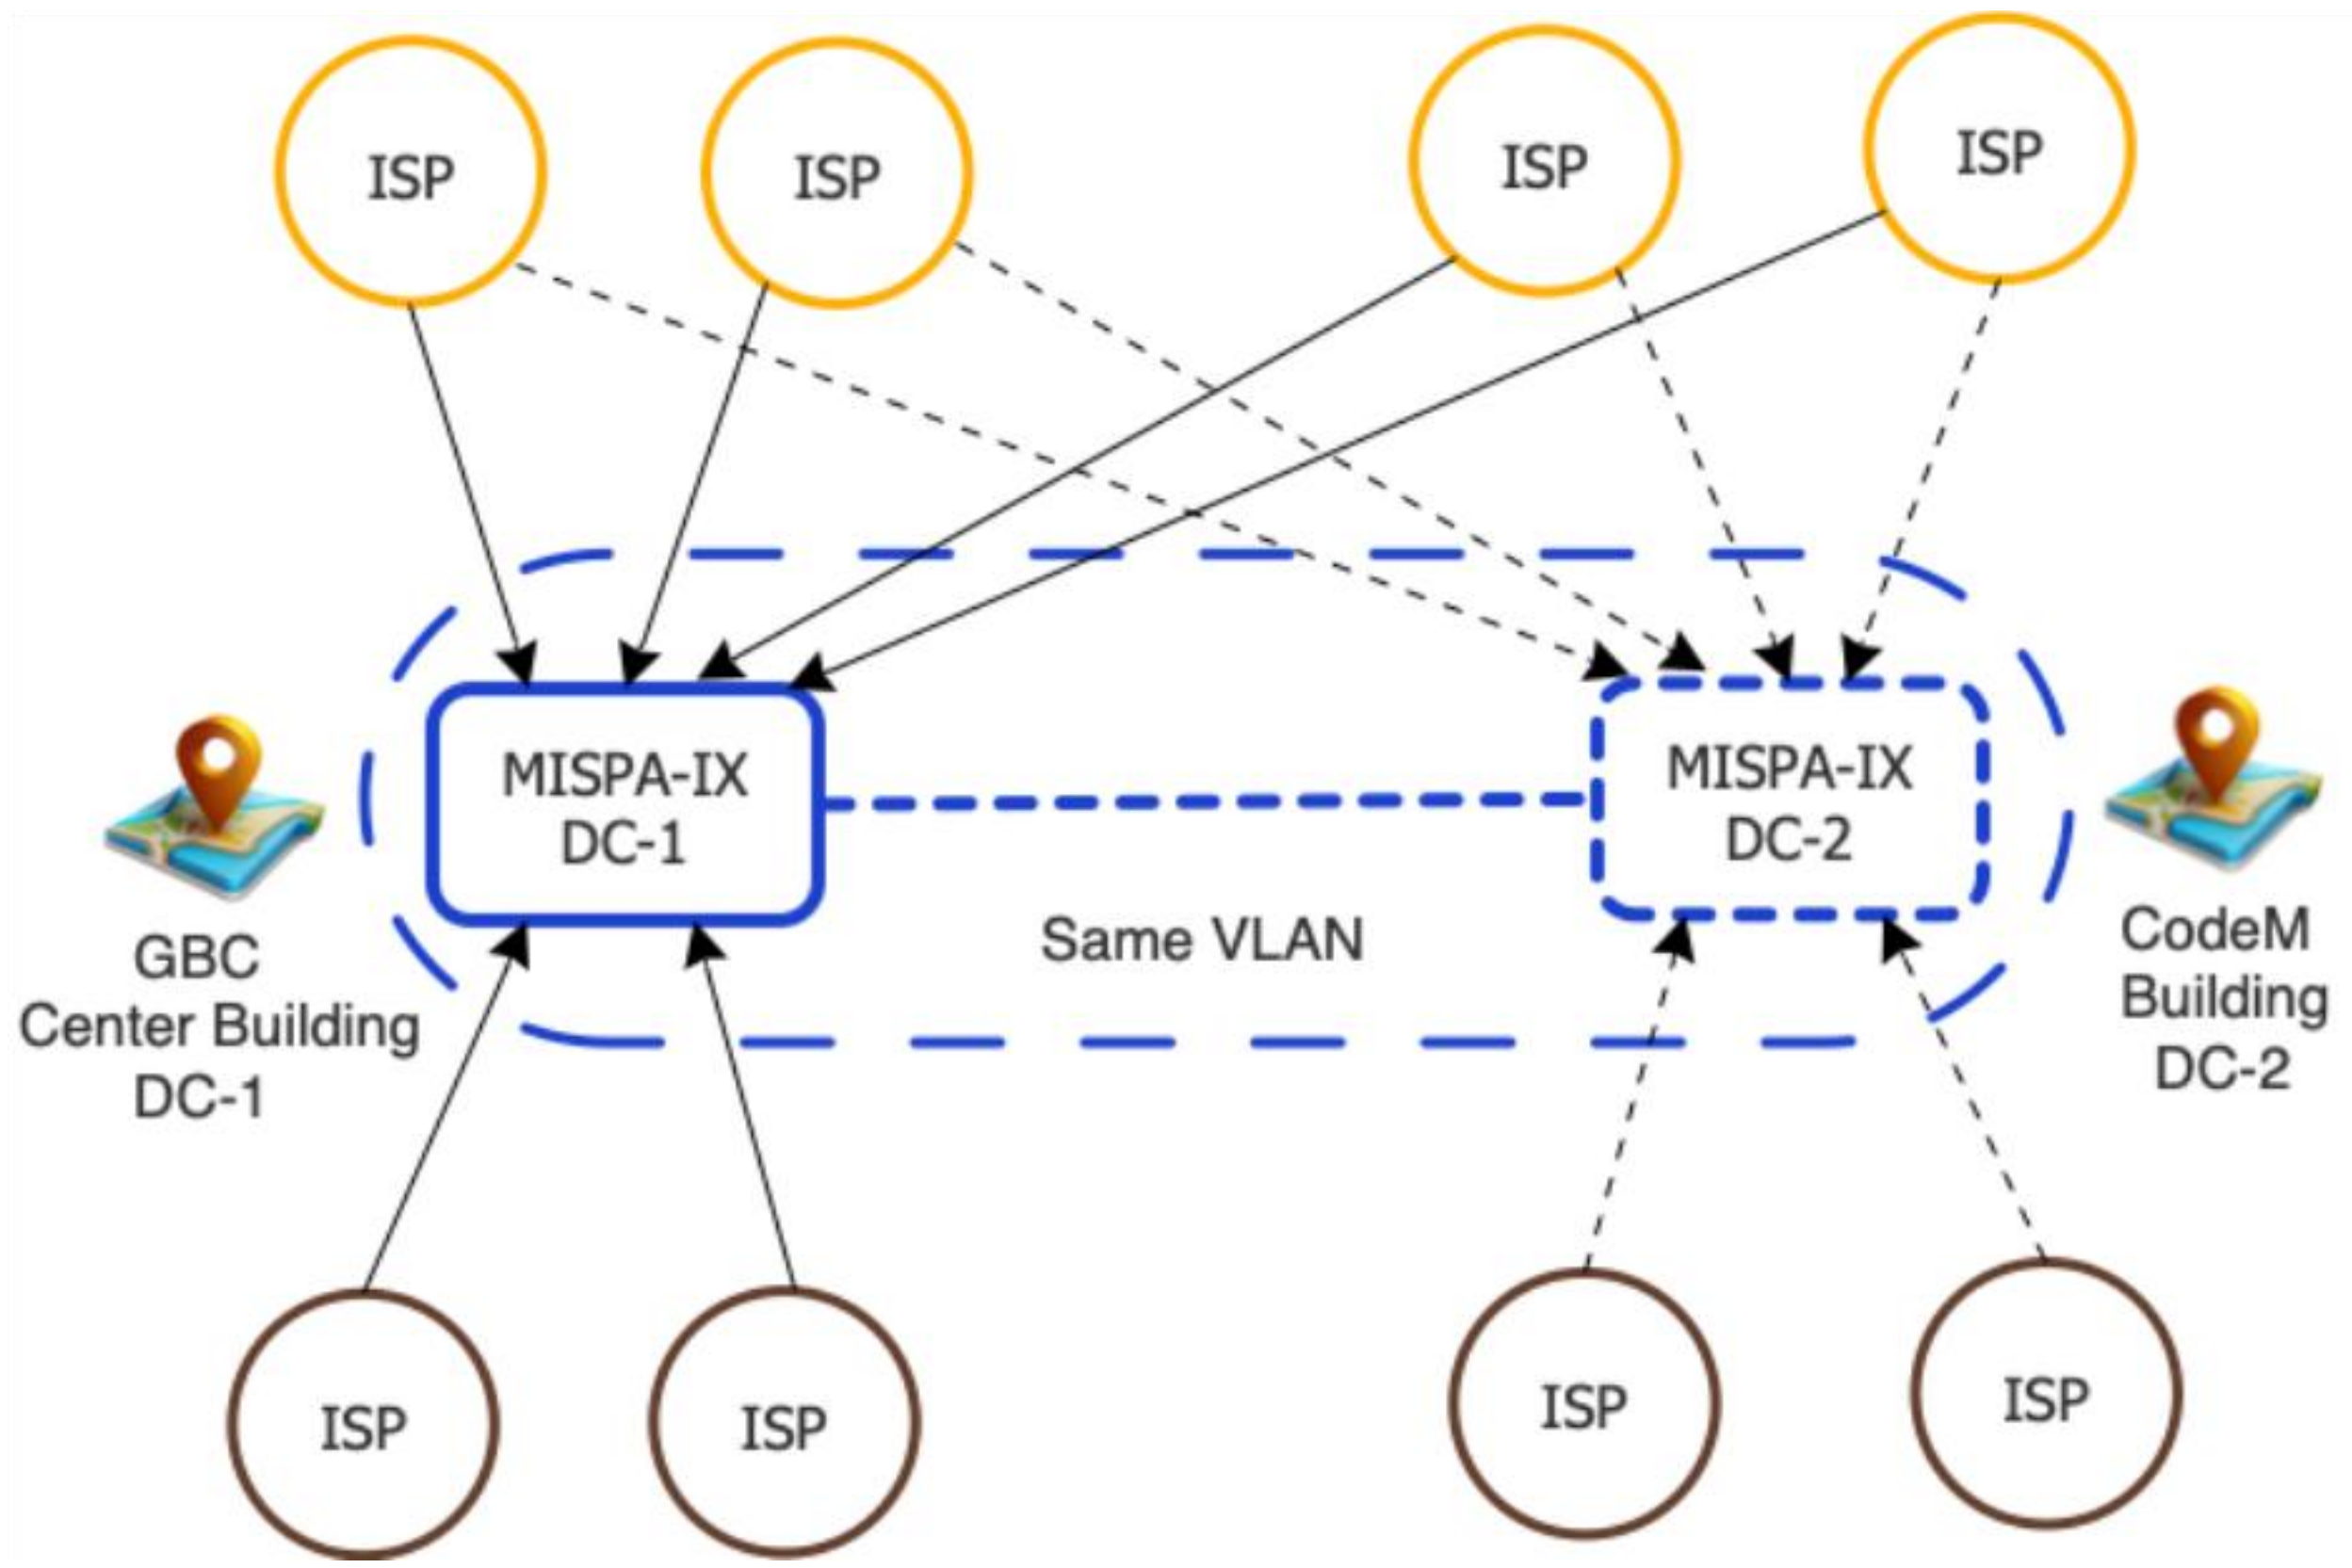 ISP
ISP
ISP
ISP
MISPA-IX
DC-1
MISPA-IX
DC-2
GBC
Center Building
DC-1
Same VLAN
CodeM
Building
DC-2
ISP
ISP
ISP
ISP